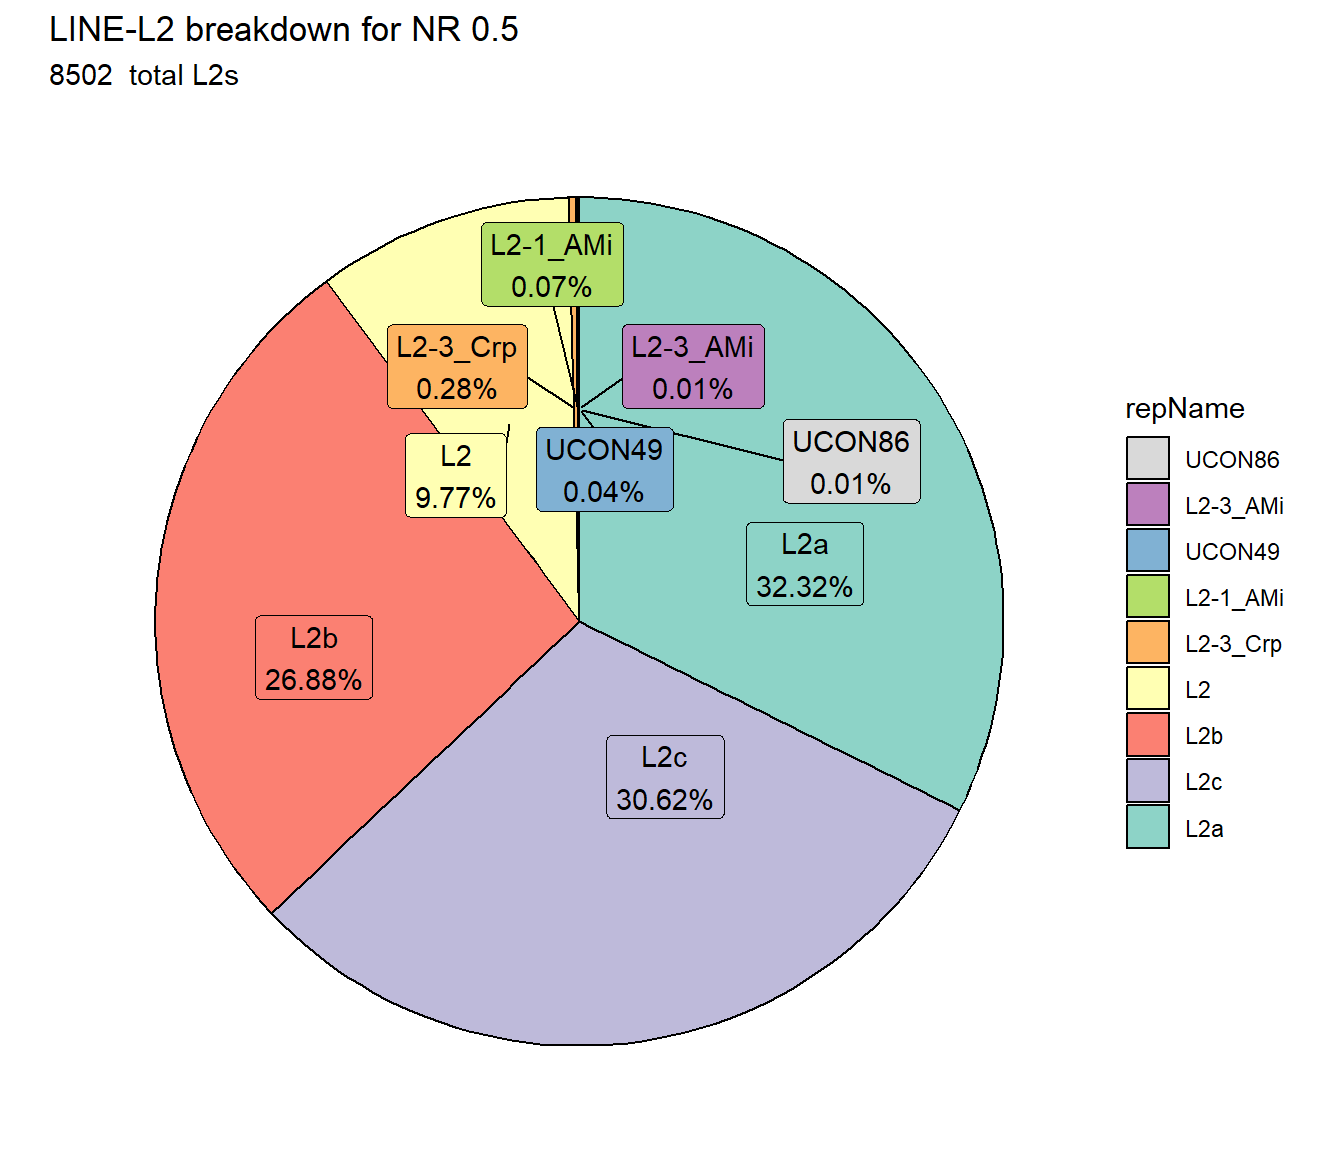 LINE-L2 breakdown for NR 0.5
8502  total L2s
L2-1_AMi
0.07%
L2-3_Crp
0.28%
L2-3_AMi
0.01%
L2
9.77%
UCON49
0.04%
UCON86
0.01%
L2a
32.32%
L2b
26.88%
L2c
30.62%
repName
UCON86
L2-3_AMi
UCON49
L2-1_AMi
L2-3_Crp
L2
L2b
L2c
L2a